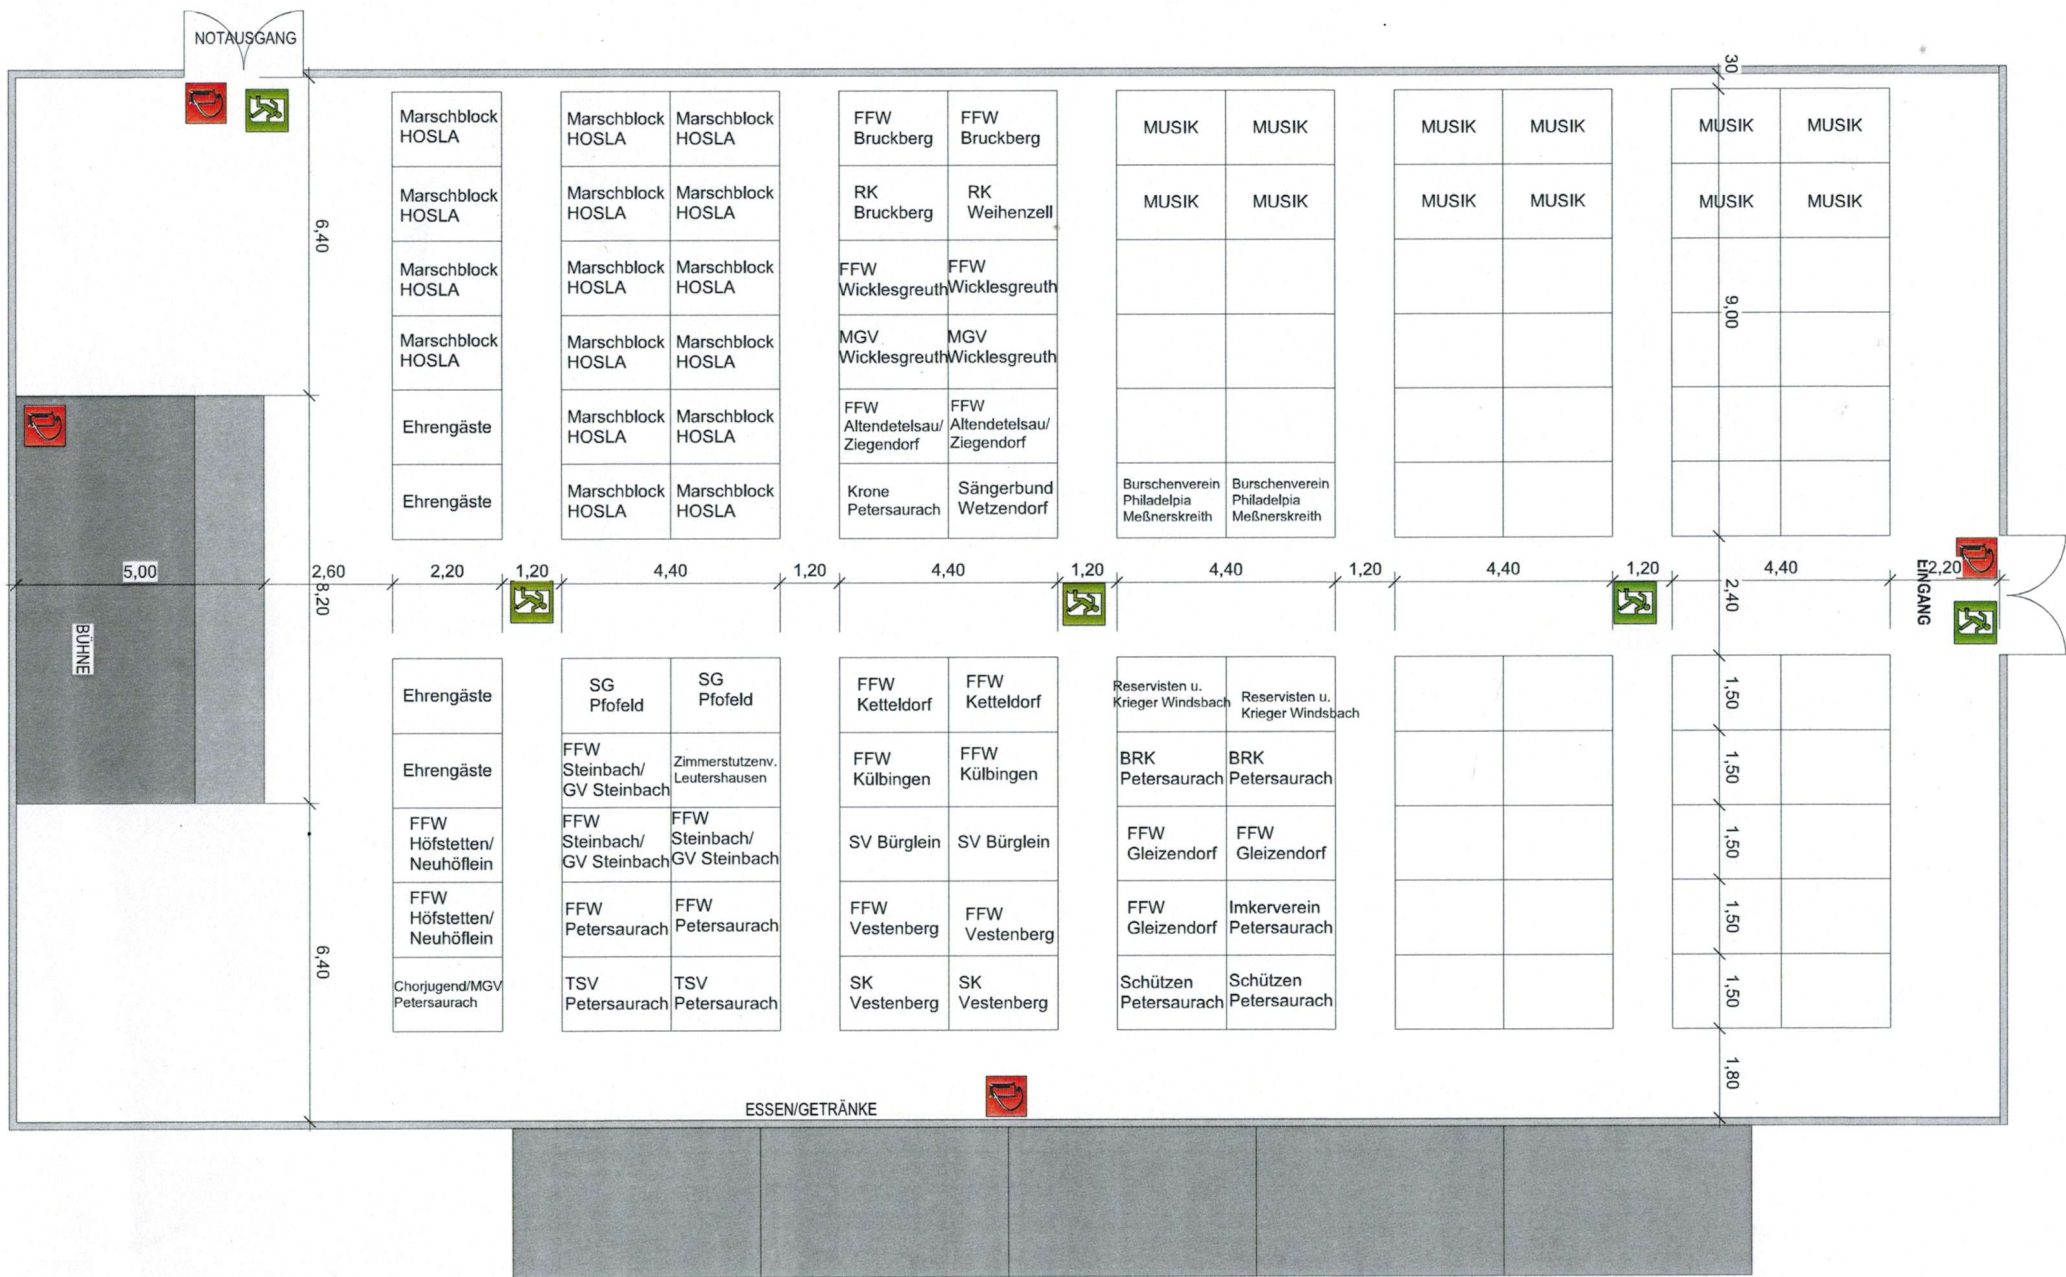 NOTAUSGANG
30
Marschblock
HOSLA
Marschblock
HOSLA
Marschblock
HOSLA
FFW
Bruckberg
FFW
Bruckberg
MUSIK
MUSIK
MUSIK
MUSIK
MUSIK
MUSIK
Marschblock
HOSLA
Marschblock
HOSLA
Marschblock
HOSLA
RK
Bruckberg
RK
Weihenzell
MUSIK
MUSIK
MUSIK
MUSIK
MUSIK
MUSIK
6,40
Marschblock
HOSLA
Marschblock
HOSLA
Marschblock
HOSLA
FFW
Wicklesgreuth
FFW
Wicklesgreuth
9,00
Marschblock
HOSLA
Marschblock
HOSLA
Marschblock
HOSLA
MGV
Wicklesgreuth
MGV
Wicklesgreuth
Ehrengäste
Marschblock
HOSLA
Marschblock
HOSLA
FFW
Altendetelsau/
Ziegendorf
FFW
Altendetelsau/
Ziegendorf
Ehrengäste
Marschblock
HOSLA
Marschblock
HOSLA
Krone
Petersaurach
Sängerbund
Wetzendorf
Burschenverein
Philadelpia
Meßnerskreith
Burschenverein
Philadelpia
Meßnerskreith
5,00
2,60
2,20
1,20
4,40
1,20
4,40
1,20
4,40
1,20
4,40
1,20
4,40
2,20
8,20
2,40
EINGANG
BÜHNE
Ehrengäste
SG
Pfofeld
SG
Pfofeld
FFW
Ketteldorf
FFW
Ketteldorf
Reservisten u.
Krieger Windsbach
Reservisten u.
Krieger Windsbach
1,50
Ehrengäste
FFW
Steinbach/
GV Steinbach
Zimmerstutzenv.
Leutershausen
FFW
Külbingen
FFW
Külbingen
BRK
Petersaurach
BRK
Petersaurach
1,50
FFW
Höfstetten/
Neuhöflein
FFW
Steinbach/
GV Steinbach
FFW
Steinbach/
GV Steinbach
SV Bürglein
SV Bürglein
FFW
Gleizendorf
FFW
Gleizendorf
1,50
FFW
Höfstetten/
Neuhöflein
FFW
Petersaurach
FFW
Petersaurach
FFW
Vestenberg
FFW
Vestenberg
FFW
Gleizendorf
Imkerverein
Petersaurach
1,50
6,40
Chorjugend/MGV
Petersaurach
TSV
Petersaurach
TSV
Petersaurach
SK
Vestenberg
SK
Vestenberg
Schützen
Petersaurach
Schützen
Petersaurach
1,50
1,80
ESSEN/GETRÄNKE